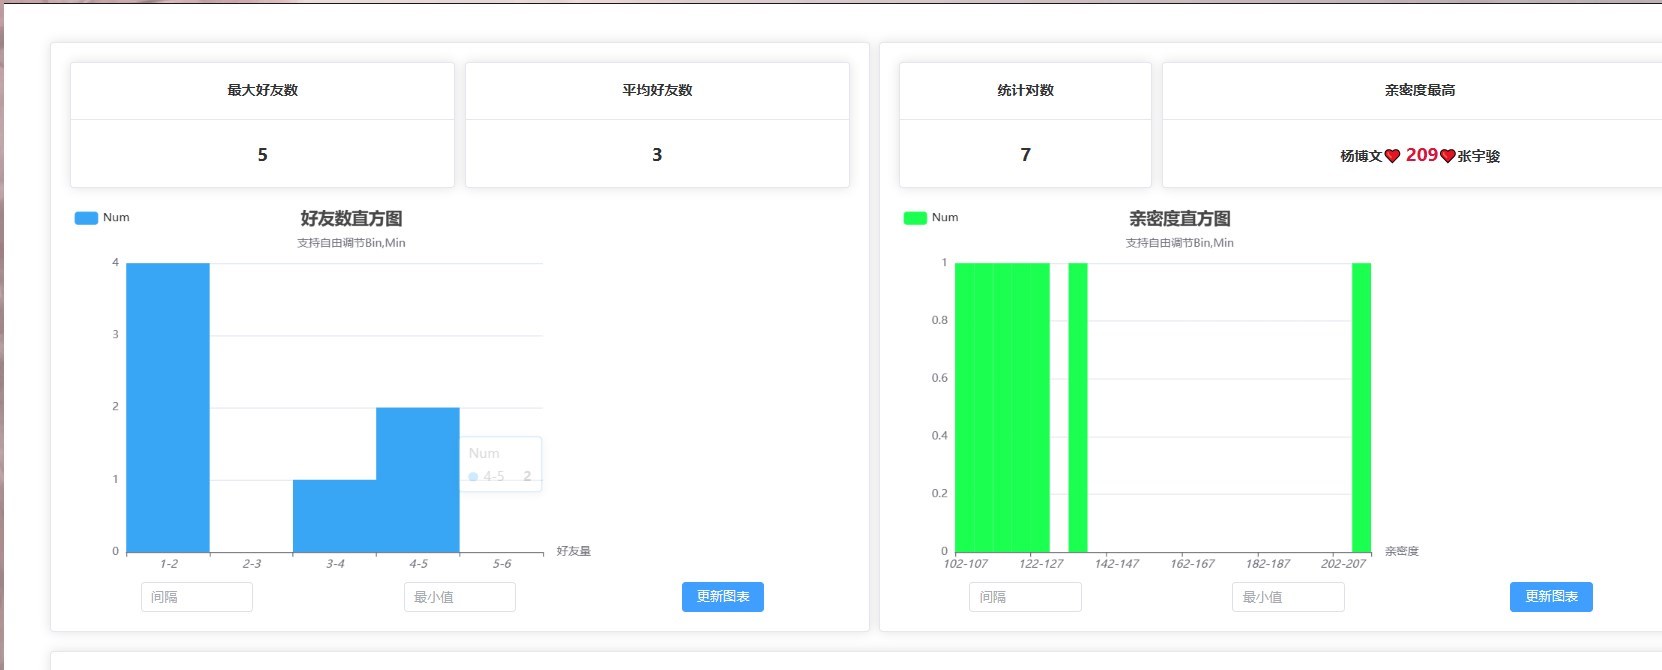 最大好友数
5
平均好友数
3
统计对数
7
亲密度最高
杨博文❤ 209❤张宇骏
Num
好友数直方图
支持自由调节Bin,Min
4
3
2
1
0
Num
4-5 2
好友量
1-2 2-3 3-4 4-5 5-6
间隔
最小值
更新图表
Num
亲密度直方图
支持自由调节Bin,Min
1
0.8
0.6
0.4
0.2
0
亲密度
102-107 122-127 142-147 162-167 182-187 202-207
间隔
最小值
更新图表